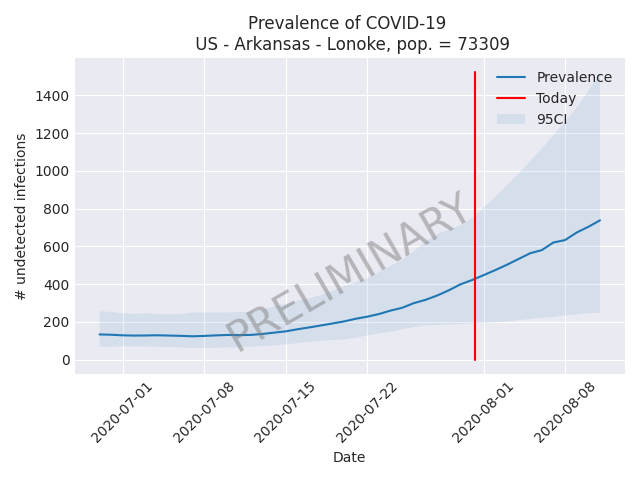 Prevalence of COVID-19
US - Arkansas - Lonoke, pop. = 73309
Prevalence
Today
95CI
PRELIMINARY
# undetected infections
1400
1200
1000
800
600
400
200
0
2020-07-01
2020-07-08
2020-07-15
2020-07-22
2020-08-01
2020-08-08
Date